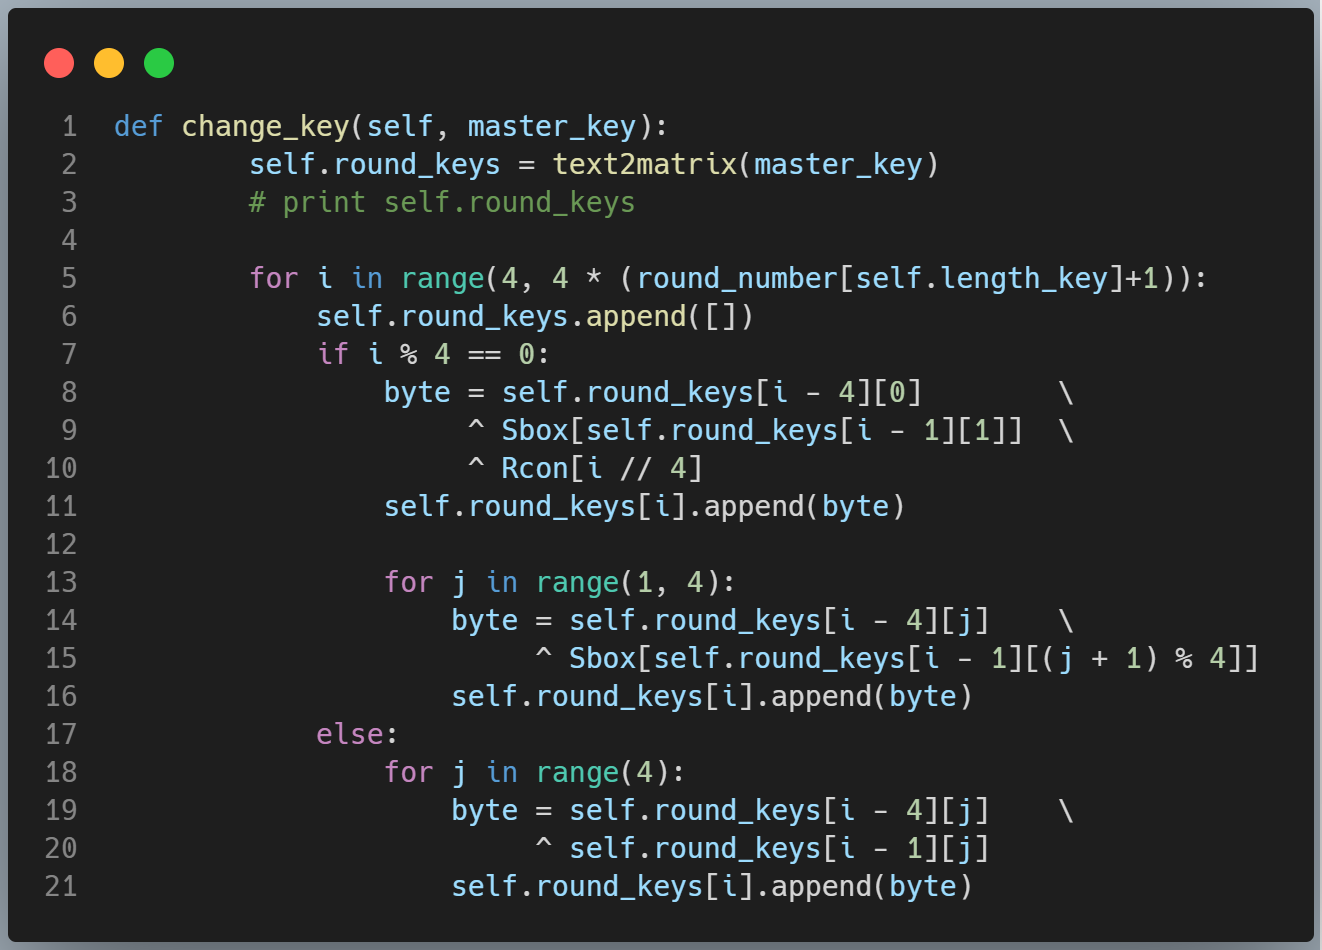 1 def change_key(self, master_key):
2         self.round_keys = text2matrix(master_key)
3         # print self.round_keys
4
5         for i in range(4, 4 * (round_number[self.length_key]+1)):
6             self.round_keys.append([])
7             if i % 4 == 0:
8                 byte = self.round_keys[i - 4][0]        \
9                      ^ Sbox[self.round_keys[i - 1][1]]  \
10                      ^ Rcon[i // 4]
11                 self.round_keys[i].append(byte)
12
13                 for j in range(1, 4):
14                     byte = self.round_keys[i - 4][j]    \
15                          ^ Sbox[self.round_keys[i - 1][(j + 1) % 4]]
16                     self.round_keys[i].append(byte)
17             else:
18                 for j in range(4):
19                     byte = self.round_keys[i - 4][j]    \
20                          ^ self.round_keys[i - 1][j]
21                     self.round_keys[i].append(byte)